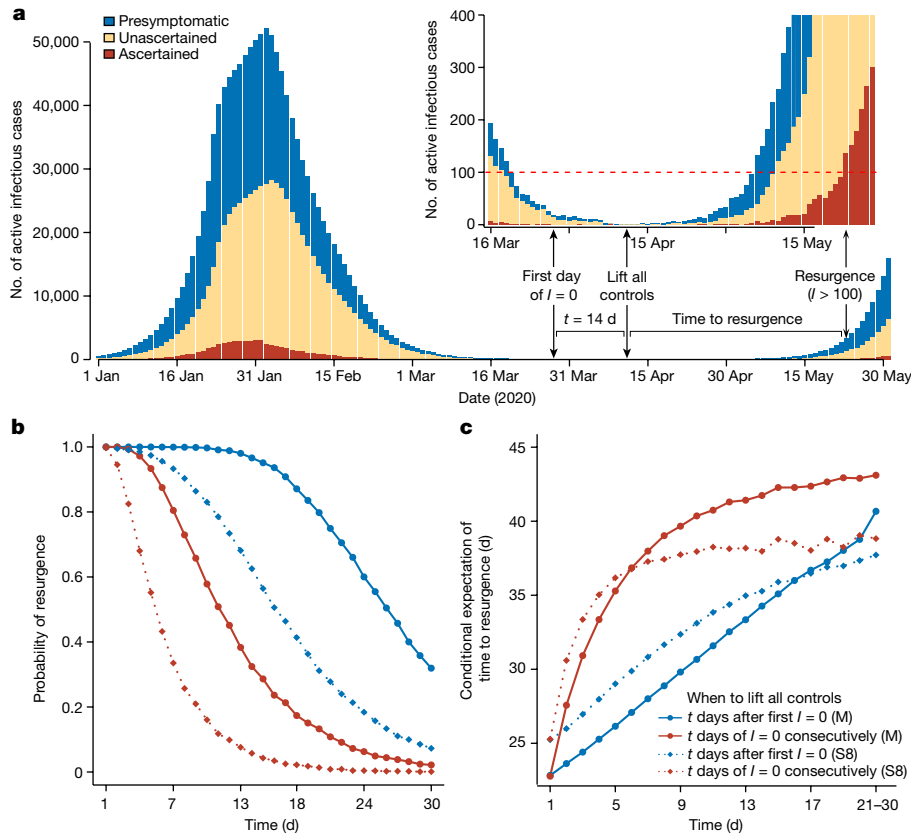 a
Presymptomatic
Unascertained
Ascertained
No. of active infectious cases
50,000
40,000
30,000
20,000
10,000
0
1 Jan
16 Jan
31 Jan
15 Feb
1 Mar
16 Mar
31 Mar
15 Apr
30 Apr
15 May
30 May
Date (2020)
No. of active infectious cases
400
300
200
100
0
16 Mar
15 Apr
15 May
First day
of I = 0
Lift all
controls
Resurgence
(I > 100)
t = 14 d
Time to resurgence
b
Probability of resurgence
1.0
0.8
0.6
0.4
0.2
0
1
7
13
18
24
30
Time (d)
c
Conditional expectation of
time to resurgence (d)
45
41
37
33
29
25
When to lift all controls
t days after first I = 0 (M)
t days of I = 0 consecutively (M)
t days after first I = 0 (S8)
t days of I = 0 consecutively (S8)
1
5
9
13
17
21–30
Time (d)